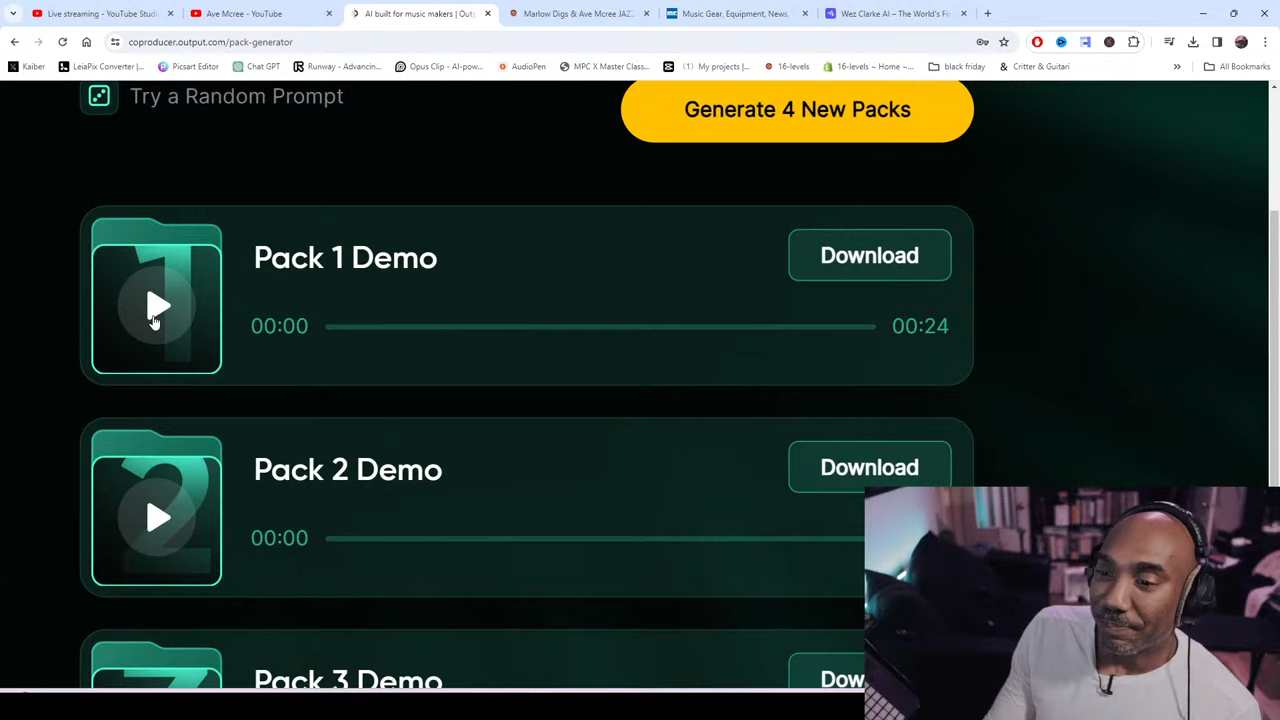 Live streaming - YouTube Studi
Ave Mcree - YouTube
AI built for music makers | Outp
Marlow Digs & Ave Mcree JAZZ
Music Gear, Equipment, News,
Wez Clarke AI – The World's Fi
coproducer.output.com/pack-generator
Kaiber
LeiaPix Converter |...
Picsart Editor
Chat GPT
Runway - Advancin...
Opus Clip - AI-pow...
AudioPen
MPC X Master Class...
(1) My projects |...
16-levels
16-levels ~ Home ~...
black friday
Critter & Guitari
All Bookmarks
Try a Random Prompt
Generate 4 New Packs
Pack 1 Demo
Download
00:00
00:24
Pack 2 Demo
Download
00:00
Pack 3 Demo